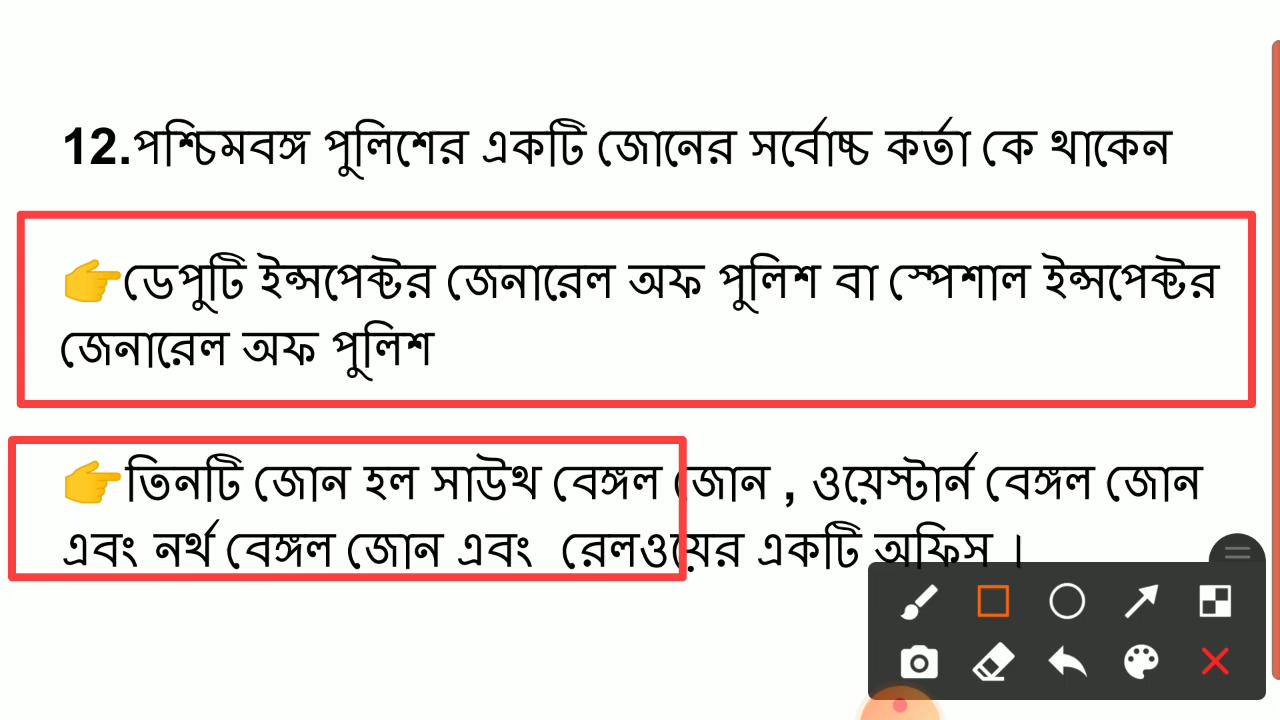 12.পশ্চিমবঙ্গ পুলিশের একটি জোনের সর্বোচ্চ কর্তা কে থাকেন
👉ডেপুটি ইন্সপেক্টর জেনারেল অফ পুলিশ বা স্পেশাল ইন্সপেক্টর
জেনারেল অফ পুলিশ
👉তিনটি জোন হল সাউথ বেঙ্গল জোন , ওয়েস্টার্ন বেঙ্গল জোন
এবং নর্থ বেঙ্গল জোন এবং রেলওয়ের একটি অফিস ।